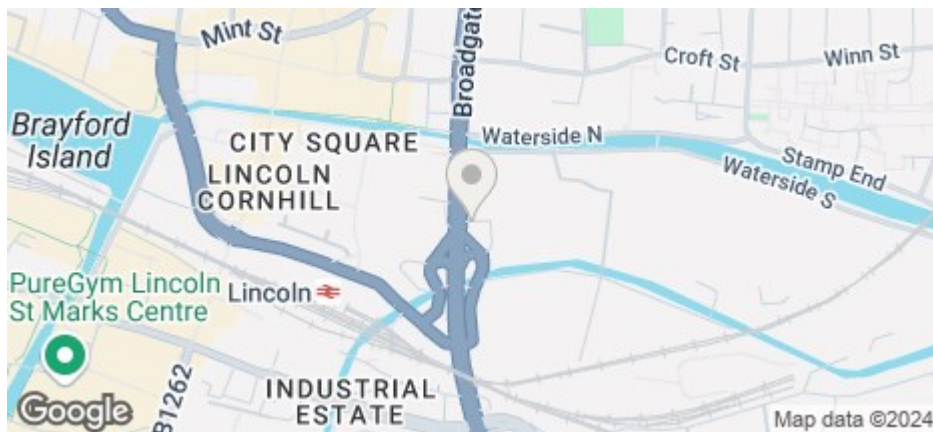 Mint St
Broadgate
Croft St
Winn St
Brayford
Island
CITY SQUARE
Waterside N
LINCOLN
CORNHILL
Stamp End
Waterside S
PureGym Lincoln
St Marks Centre
Lincoln
B1262
INDUSTRIAL
ESTATE
Google
Map data ©2024